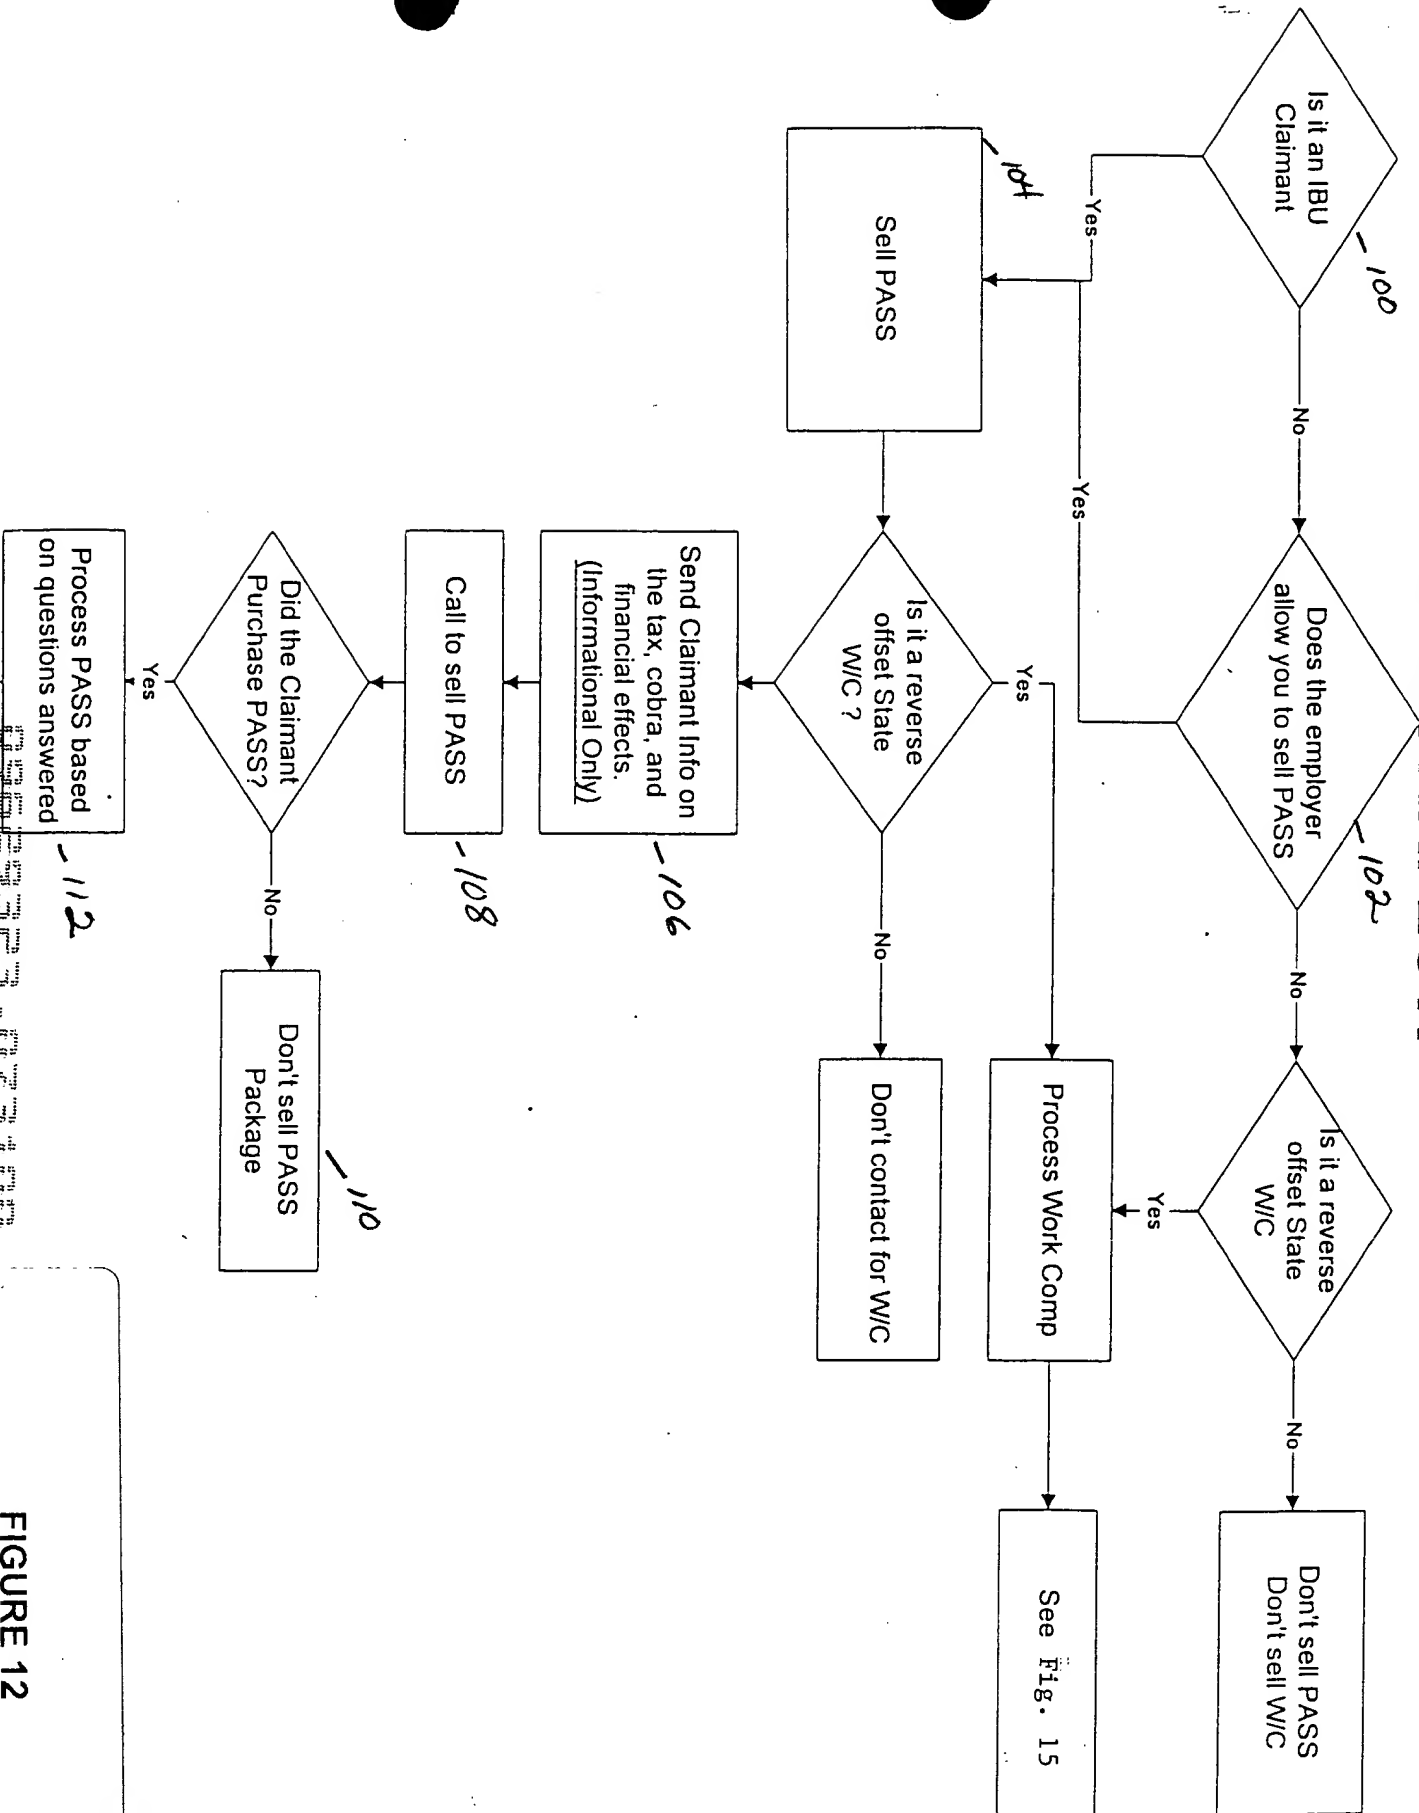 Is it an IBU
Claimant
100
No
Does the employer
allow you to sell PASS
102
No
Is it a reverse
offset State
W/C
No
Don't sell PASS
Don't sell W/C
Yes
Yes
Yes
104
Sell PASS
Is it a reverse
offset State
W/C ?
Yes
Process Work Comp
See Fig. 15
No
Don't contact for W/C
Send Claimant Info on
the tax, cobra, and
financial effects.
(Informational Only)
106
Call to sell PASS
108
Did the Claimant
Purchase PASS?
No
Don't sell PASS
Package
110
Yes
Process PASS based
on questions answered
112
FIGURE 12